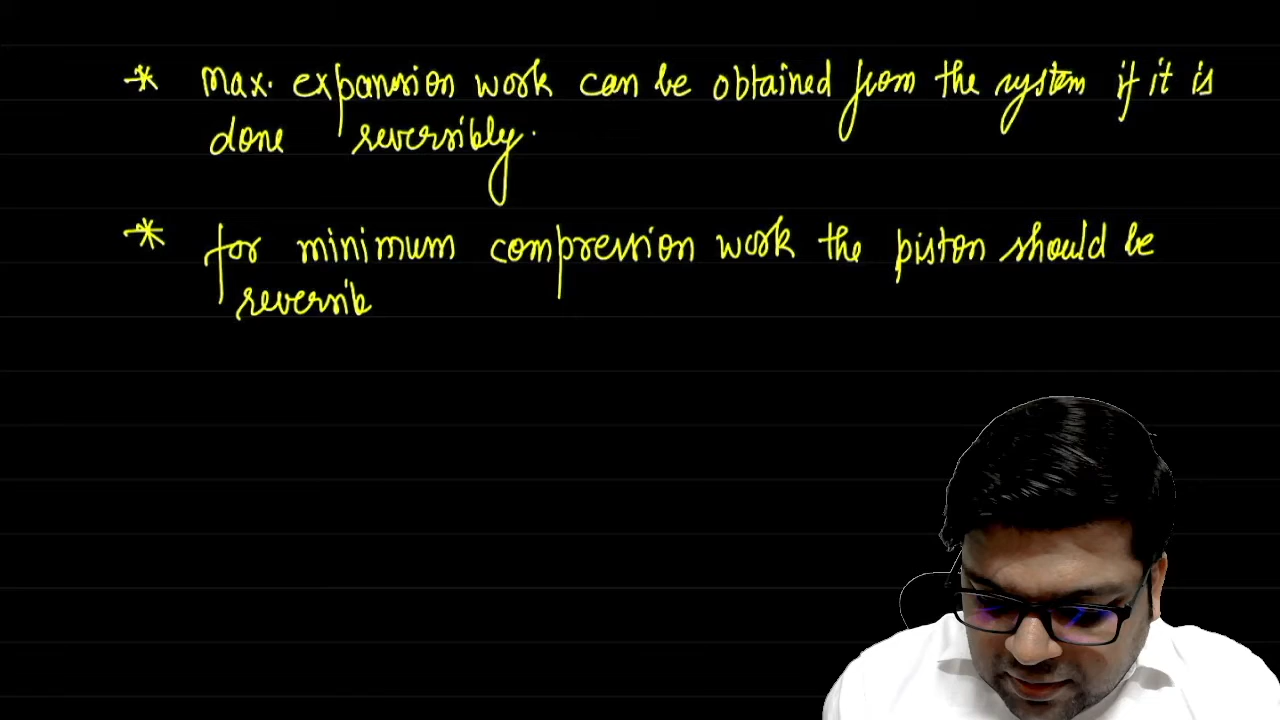 * Max. expansion work can be obtained from the system if it is
done reversibly.
* for minimum compression work the piston should be
reversib